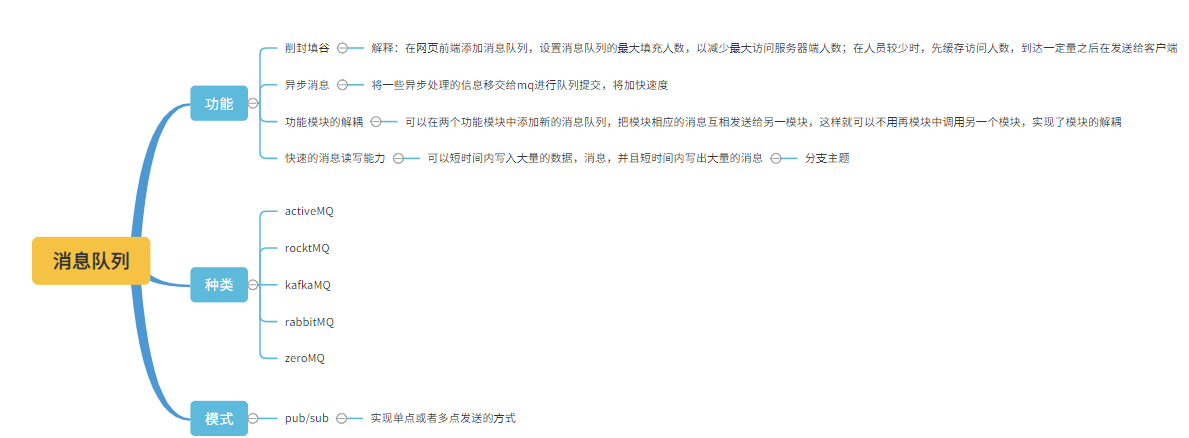 消息队列
功能
削封填谷
解释：在网页前端添加消息队列，设置消息队列的最大填充人数，以减少最大访问服务器端人数；在人员较少时，先缓存访问人数，到达一定量之后在发送给客户端
异步消息
将一些异步处理的信息移交给mq进行队列提交，将加快速度
功能模块的解耦
可以在两个功能模块中添加新的消息队列，把模块相应的消息互相发送给另一模块，这样就可以不用再模块中调用另一个模块，实现了模块的解耦
快速的消息读写能力
可以短时间内写入大量的数据，消息，并且短时间内写出大量的消息
分支主题
种类
activeMQ
rocktMQ
kafkaMQ
rabbitMQ
zeroMQ
模式
pub/sub
实现单点或者多点发送的方式